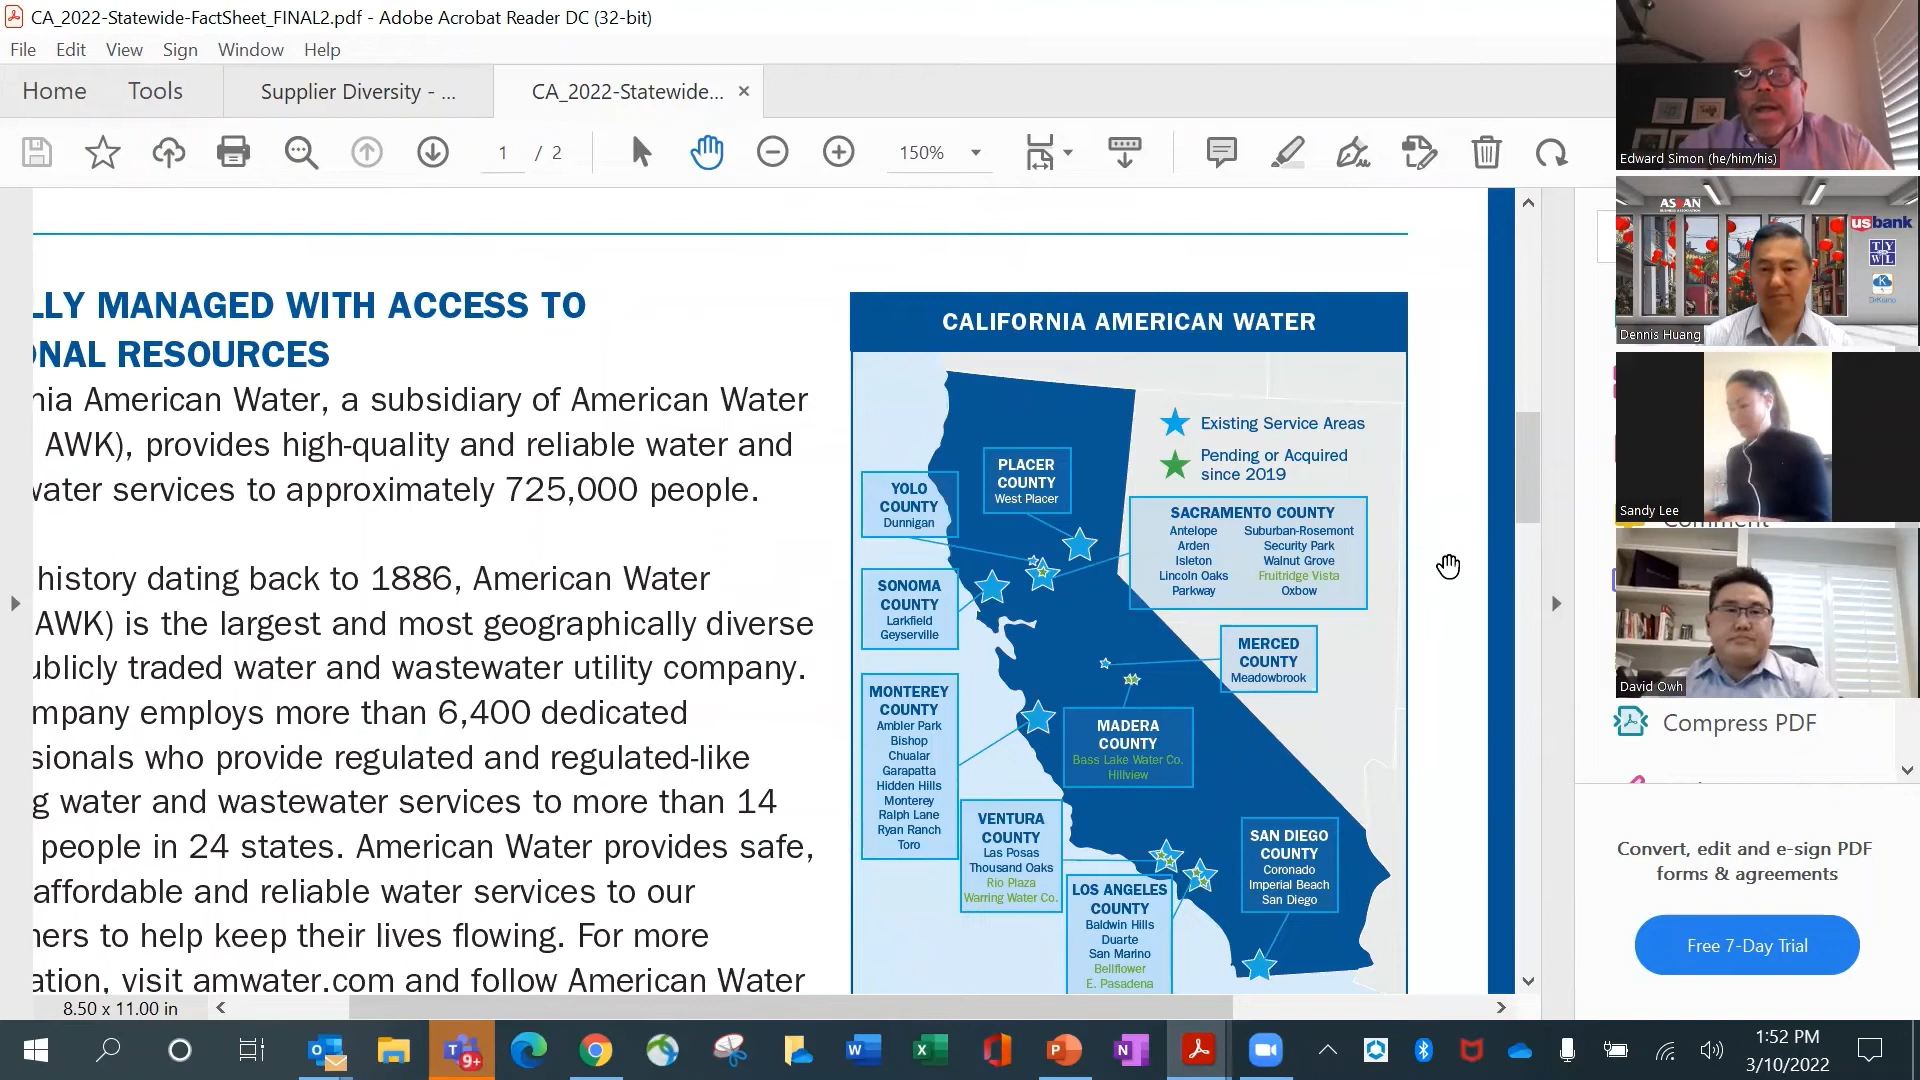 CA_2022-Statewide-FactSheet_FINAL2.pdf - Adobe Acrobat Reader DC (32-bit)
File Edit View Sign Window Help
Home Tools Supplier Diversity - ... CA_2022-Statewide... ×
1 / 2 150%
LLY MANAGED WITH ACCESS TO
ONAL RESOURCES
nia American Water, a subsidiary of American Water
AWK), provides high-quality and reliable water and
water services to approximately 725,000 people.
history dating back to 1886, American Water
AWK) is the largest and most geographically diverse
ublicly traded water and wastewater utility company.
mpany employs more than 6,400 dedicated
sionals who provide regulated and regulated-like
g water and wastewater services to more than 14
people in 24 states. American Water provides safe,
affordable and reliable water services to our
ners to help keep their lives flowing. For more
ation, visit amwater.com and follow American Water
CALIFORNIA AMERICAN WATER
Existing Service Areas
Pending or Acquired
since 2019
PLACER
COUNTY
West Placer
YOLO
COUNTY
Dunnigan
SACRAMENTO COUNTY
Antelope Suburban-Rosemont
Arden Security Park
Isleton Walnut Grove
Lincoln Oaks Fruitridge Vista
Parkway Oxbow
SONOMA
COUNTY
Larkfield
Geyserville
MERCED
COUNTY
Meadowbrook
MONTEREY
COUNTY
Ambler Park
Bishop
Chualar
Garapatta
Hidden Hills
Monterey
Ralph Lane
Ryan Ranch
Toro
MADERA
COUNTY
Bass Lake Water Co.
Hillview
VENTURA
COUNTY
Las Posas
Thousand Oaks
Rio Plaza
Warring Water Co.
LOS ANGELES
COUNTY
Baldwin Hills
Duarte
San Marino
Bellflower
E. Pasadena
SAN DIEGO
COUNTY
Coronado
Imperial Beach
San Diego
8.50 x 11.00 in
Edward Simon (he/him/his)
ASIAN
usbank
Dennis Huang
Sandy Lee
Comment
David Owh
Compress PDF
Convert, edit and e-sign PDF
forms & agreements
Free 7-Day Trial
9+
1:52 PM
3/10/2022